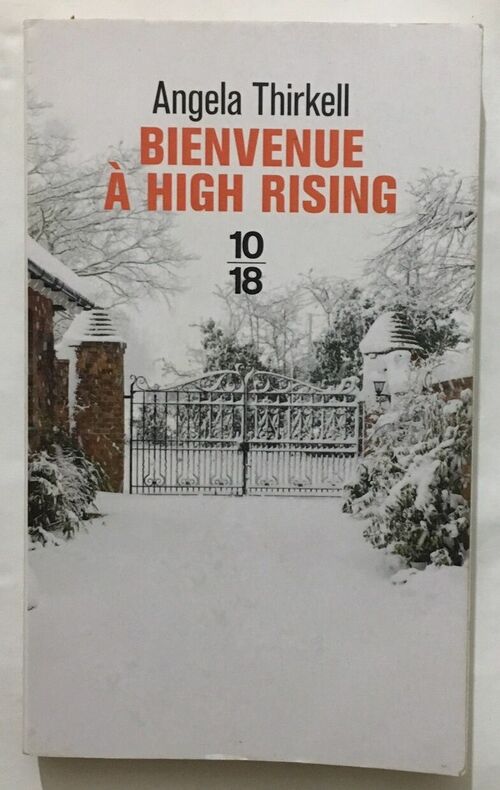 Angela Thirkell
BIENVENUE
À HIGH RISING
10
18